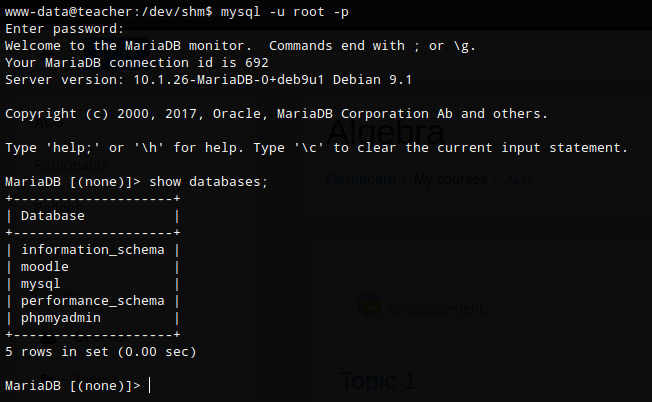 www-data@teacher:/dev/shm$ mysql -u root -p
Enter password:
Welcome to the MariaDB monitor.  Commands end with ; or \g.
Your MariaDB connection id is 692
Server version: 10.1.26-MariaDB-0+deb9u1 Debian 9.1

Copyright (c) 2000, 2017, Oracle, MariaDB Corporation Ab and others.
Algebra
Type 'help;' or '\h' for help. Type '\c' to clear the current input statement.
Participants
Dashboard / My courses / ALG
MariaDB [(none)]> show databases;
+--------------------+
| Database           |
+--------------------+
| information_schema |
| moodle             |
| mysql              |
| performance_schema |
Announcements
| phpmyadmin         |
+--------------------+
5 rows in set (0.00 sec)
Topic 1
MariaDB [(none)]>